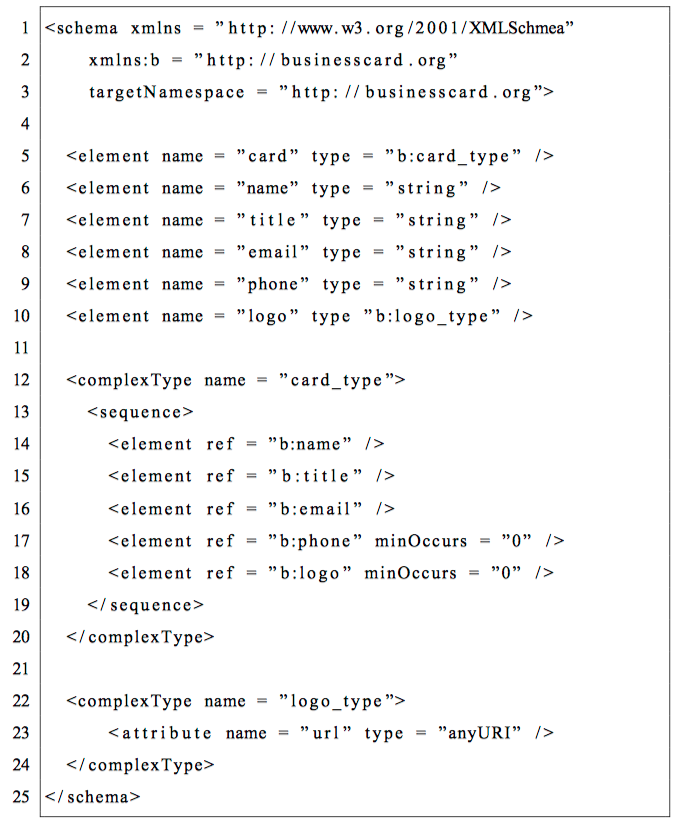 1 <schema xmlns = "http://www.w3.org/2001/XMLSchmea"
2 xmlns:b = "http://businesscard.org"
3 targetNamespace = "http://businesscard.org">
4
5 <element name = "card" type = "b:card_type" />
6 <element name = "name" type = "string" />
7 <element name = "title" type = "string" />
8 <element name = "email" type = "string" />
9 <element name = "phone" type = "string" />
10 <element name = "logo" type "b:logo_type" />
11
12 <complexType name = "card_type">
13 <sequence>
14 <element ref = "b:name" />
15 <element ref = "b:title" />
16 <element ref = "b:email" />
17 <element ref = "b:phone" minOccurs = "0" />
18 <element ref = "b:logo" minOccurs = "0" />
19 </sequence>
20 </complexType>
21
22 <complexType name = "logo_type">
23 <attribute name = "url" type = "anyURI" />
24 </complexType>
25 </schema>